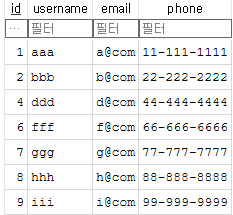 id username email phone
... 필터 필터 필터
1 aaa a@com 11-111-1111
2 bbb b@com 22-222-2222
4 ddd d@com 44-444-4444
6 fff f@com 66-666-6666
7 ggg g@com 77-777-7777
8 hhh h@com 88-888-8888
9 iii i@com 99-999-9999